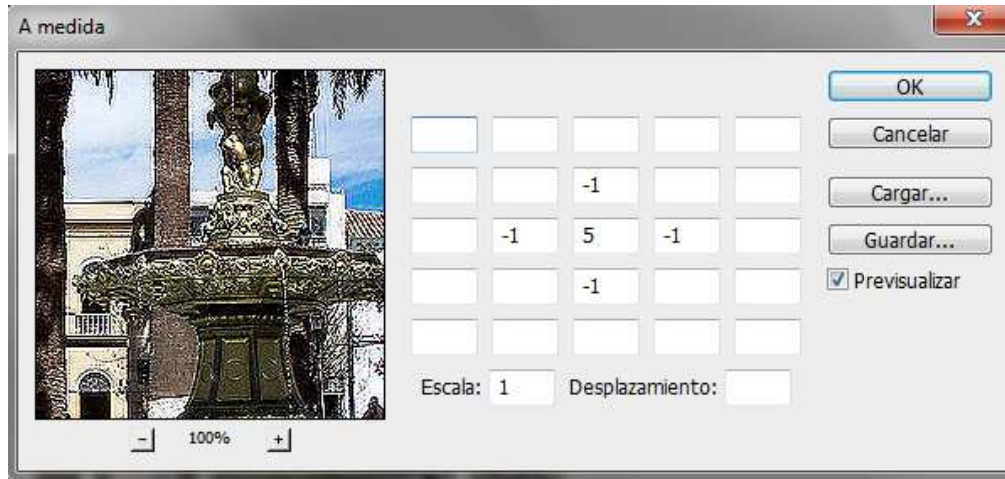 A medida
OK
Cancelar
-1
Cargar...
-1 5 -1
Guardar...
-1
Previsualizar
Escala: 1 Desplazamiento:
- 100% +